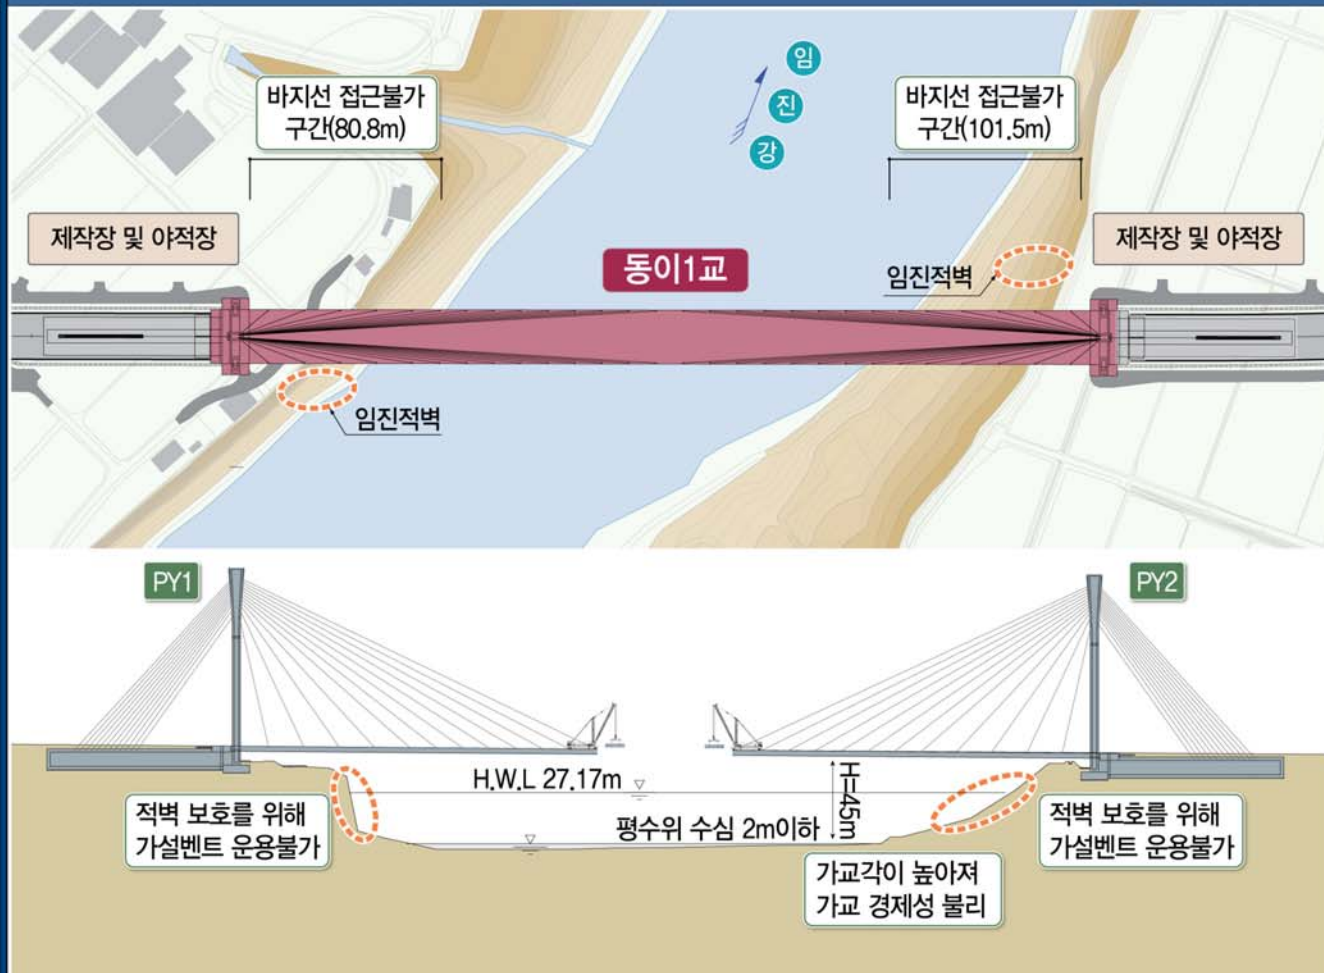 임
진
강
바지선 접근불가
구간(80.8m)
바지선 접근불가
구간(101.5m)
제작장 및 야적장
제작장 및 야적장
동이1교
임진적벽
임진적벽
PY1
PY2
H.W.L 27.17m
H=45m
평수위 수심 2m이하
적벽 보호를 위해
가설벤트 운용불가
적벽 보호를 위해
가설벤트 운용불가
가교각이 높아져
가교 경제성 불리